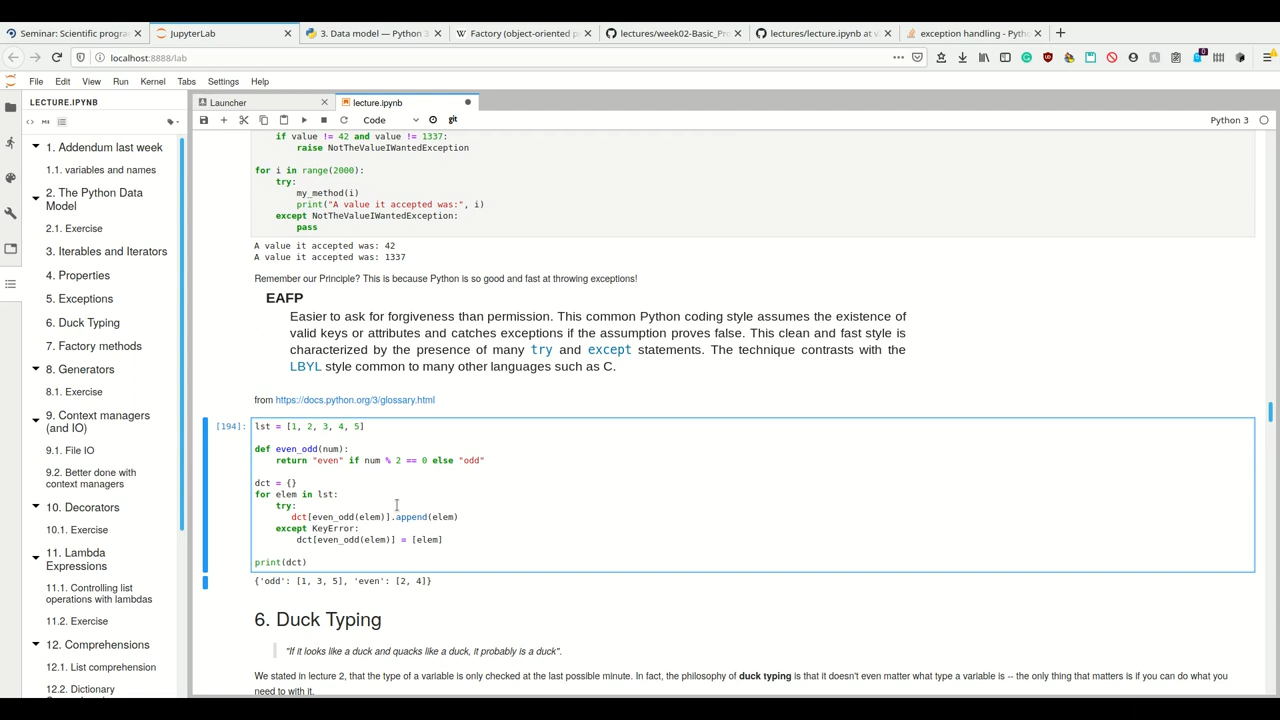 Seminar: Scientific progra
JupyterLab
3. Data model — Python 3
Factory (object-oriented p
lectures/week02-Basic_Pr
lectures/lecture.ipynb at
exception handling - Pyth
localhost:8888/lab
File Edit View Run Kernel Tabs Settings Help
LECTURE.IPYNB
1. Addendum last week
1.1. variables and names
2. The Python Data
Model
2.1. Exercise
3. Iterables and Iterators
4. Properties
5. Exceptions
6. Duck Typing
7. Factory methods
8. Generators
8.1. Exercise
9. Context managers
(and IO)
9.1. File IO
9.2. Better done with
context managers
10. Decorators
10.1. Exercise
11. Lambda
Expressions
11.1. Controlling list
operations with lambdas
11.2. Exercise
12. Comprehensions
12.1. List comprehension
12.2. Dictionary
Launcher
lecture.ipynb
Code
git
Python 3
if value != 42 and value != 1337:
raise NotTheValueIWantedException
for i in range(2000):
try:
my_method(i)
print("A value it accepted was:", i)
except NotTheValueIWantedException:
pass
A value it accepted was: 42
A value it accepted was: 1337
Remember our Principle? This is because Python is so good and fast at throwing exceptions!
EAFP
Easier to ask for forgiveness than permission. This common Python coding style assumes the existence of
valid keys or attributes and catches exceptions if the assumption proves false. This clean and fast style is
characterized by the presence of many try and except statements. The technique contrasts with the
LBYL style common to many other languages such as C.
from https://docs.python.org/3/glossary.html
[194]:
lst = [1, 2, 3, 4, 5]
def even_odd(num):
return "even" if num % 2 == 0 else "odd"
dct = {}
for elem in lst:
try:
dct[even_odd(elem)].append(elem)
except KeyError:
dct[even_odd(elem)] = [elem]
print(dct)
{'odd': [1, 3, 5], 'even': [2, 4]}
6. Duck Typing
"If it looks like a duck and quacks like a duck, it probably is a duck".
We stated in lecture 2, that the type of a variable is only checked at the last possible minute. In fact, the philosophy of duck typing is that it doesn't even matter what type a variable is -- the only thing that matters is if you can do what you
need to with it.